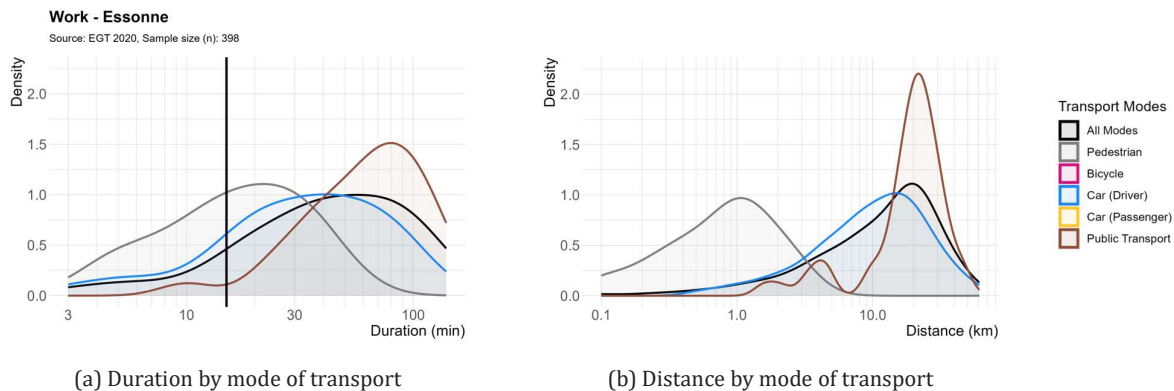 Work - Essonne
Source: EGT 2020, Sample size (n): 398
Density
2.0
1.5
1.0
0.5
0.0
3
10
30
100
Duration (min)
Density
2.0
1.5
1.0
0.5
0.0
0.1
1.0
10.0
Distance (km)
Transport Modes
All Modes
Pedestrian
Bicycle
Car (Driver)
Car (Passenger)
Public Transport
(a) Duration by mode of transport
(b) Distance by mode of transport